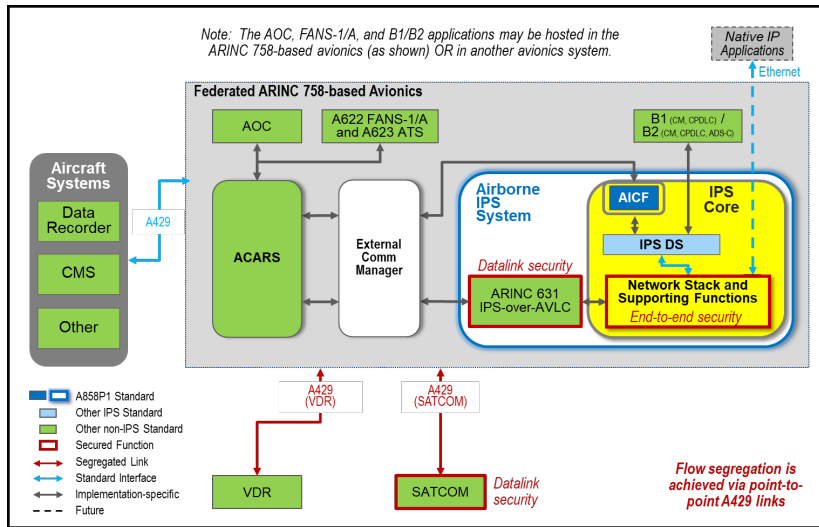 Note: The AOC, FANS-1/A, and B1/B2 applications may be hosted in the
ARINC 758-based avionics (as shown) OR in another avionics system.
Native IP
Applications
Ethernet
Federated ARINC 758-based Avionics
AOC
A622 FANS-1/A
and A623 ATS
B1 (CM, CPDLC) /
B2 (CM, CPDLC, ADS-C)
Aircraft
Systems
Data
Recorder
CMS
Other
A429
ACARS
External
Comm
Manager
Airborne
IPS
System
AICF
IPS
Core
IPS DS
Datalink security
ARINC 631
IPS-over-AVLC
Network Stack and
Supporting Functions
End-to-end security
A429
(VDR)
A429
(SATCOM)
A858P1 Standard
Other IPS Standard
Other non-IPS Standard
Secured Function
Segregated Link
Standard Interface
Implementation-specific
Future
VDR
SATCOM
Datalink
security
Flow segregation is
achieved via point-to-
point A429 links